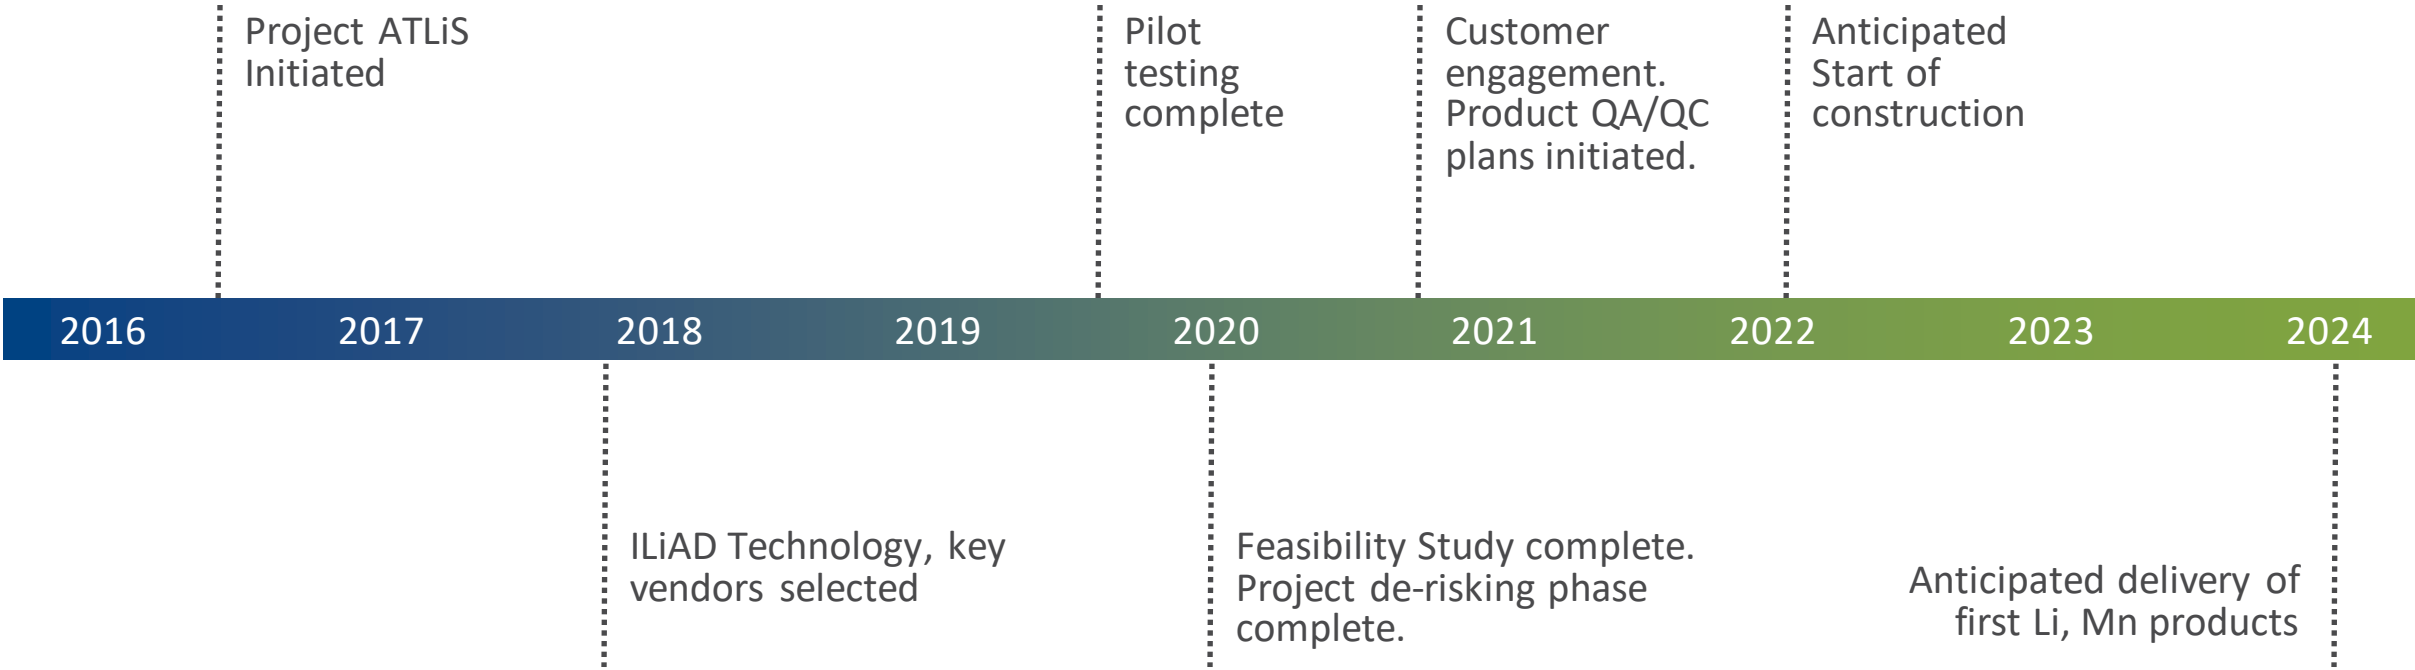 Project ATLiS
Initiated
Pilot
testing
complete
Customer
engagement.
Product QA/QC
plans initiated.
Anticipated
Start of
construction
2016 2017 2018 2019 2020 2021 2022 2023 2024
ILiAD Technology, key
vendors selected
Feasibility Study complete.
Project de-risking phase
complete.
Anticipated delivery of
first Li, Mn products